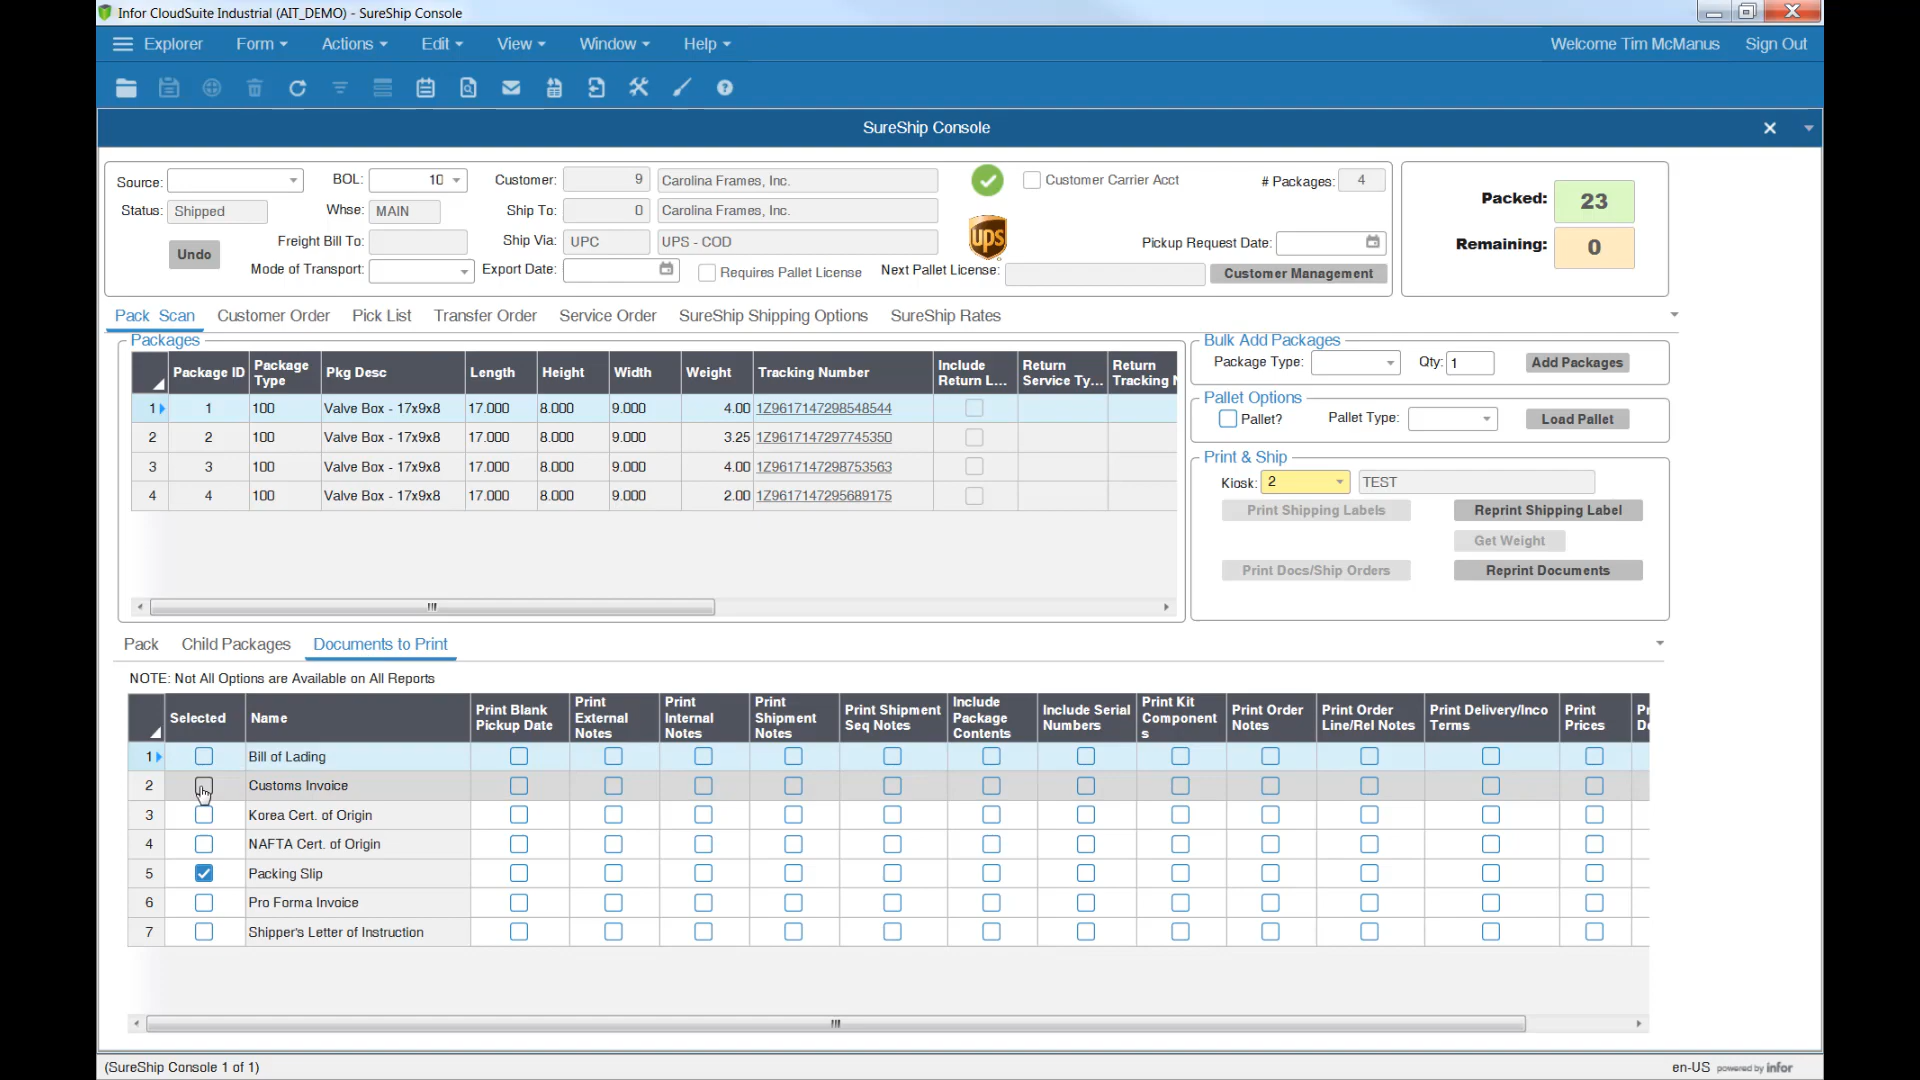 Infor CloudSuite Industrial (AIT_DEMO) - SureShip Console
Explorer Form Actions Edit View Window Help Welcome Tim McManus Sign Out
SureShip Console
Source: BOL: 10 Customer: 9 Carolina Frames, Inc. Customer Carrier Acct # Packages: 4
Status: Shipped Whse: MAIN Ship To: 0 Carolina Frames, Inc.
Undo Freight Bill To: Ship Via: UPC UPS - COD ups Pickup Request Date:
Mode of Transport: Export Date: Requires Pallet License Next Pallet License: Customer Management
Packed: 23
Remaining: 0
Pack Scan Customer Order Pick List Transfer Order Service Order SureShip Shipping Options SureShip Rates
Packages
Package ID Package Type Pkg Desc Length Height Width Weight Tracking Number Include Return L... Return Service Ty... Return Tracking N
1 1 100 Valve Box - 17x9x8 17.000 8.000 9.000 4.00 1Z9617147298548544
2 2 100 Valve Box - 17x9x8 17.000 8.000 9.000 3.25 1Z9617147297745350
3 3 100 Valve Box - 17x9x8 17.000 8.000 9.000 4.00 1Z9617147298753563
4 4 100 Valve Box - 17x9x8 17.000 8.000 9.000 2.00 1Z9617147295689175
Bulk Add Packages
Package Type: Qty: 1 Add Packages
Pallet Options
Pallet? Pallet Type: Load Pallet
Print & Ship
Kiosk: 2 TEST
Print Shipping Labels Reprint Shipping Label
Get Weight
Print Docs/Ship Orders Reprint Documents
Pack Child Packages Documents to Print
NOTE: Not All Options are Available on All Reports
Selected Name Print Blank Pickup Date Print External Notes Print Internal Notes Print Shipment Notes Print Shipment Seq Notes Include Package Contents Include Serial Numbers Print Kit Component s Print Order Notes Print Order Line/Rel Notes Print Delivery/Inco Terms Print Prices
1 Bill of Lading
2 Customs Invoice
3 Korea Cert. of Origin
4 NAFTA Cert. of Origin
5 Packing Slip
6 Pro Forma Invoice
7 Shipper's Letter of Instruction
(SureShip Console 1 of 1) en-US powered by infor